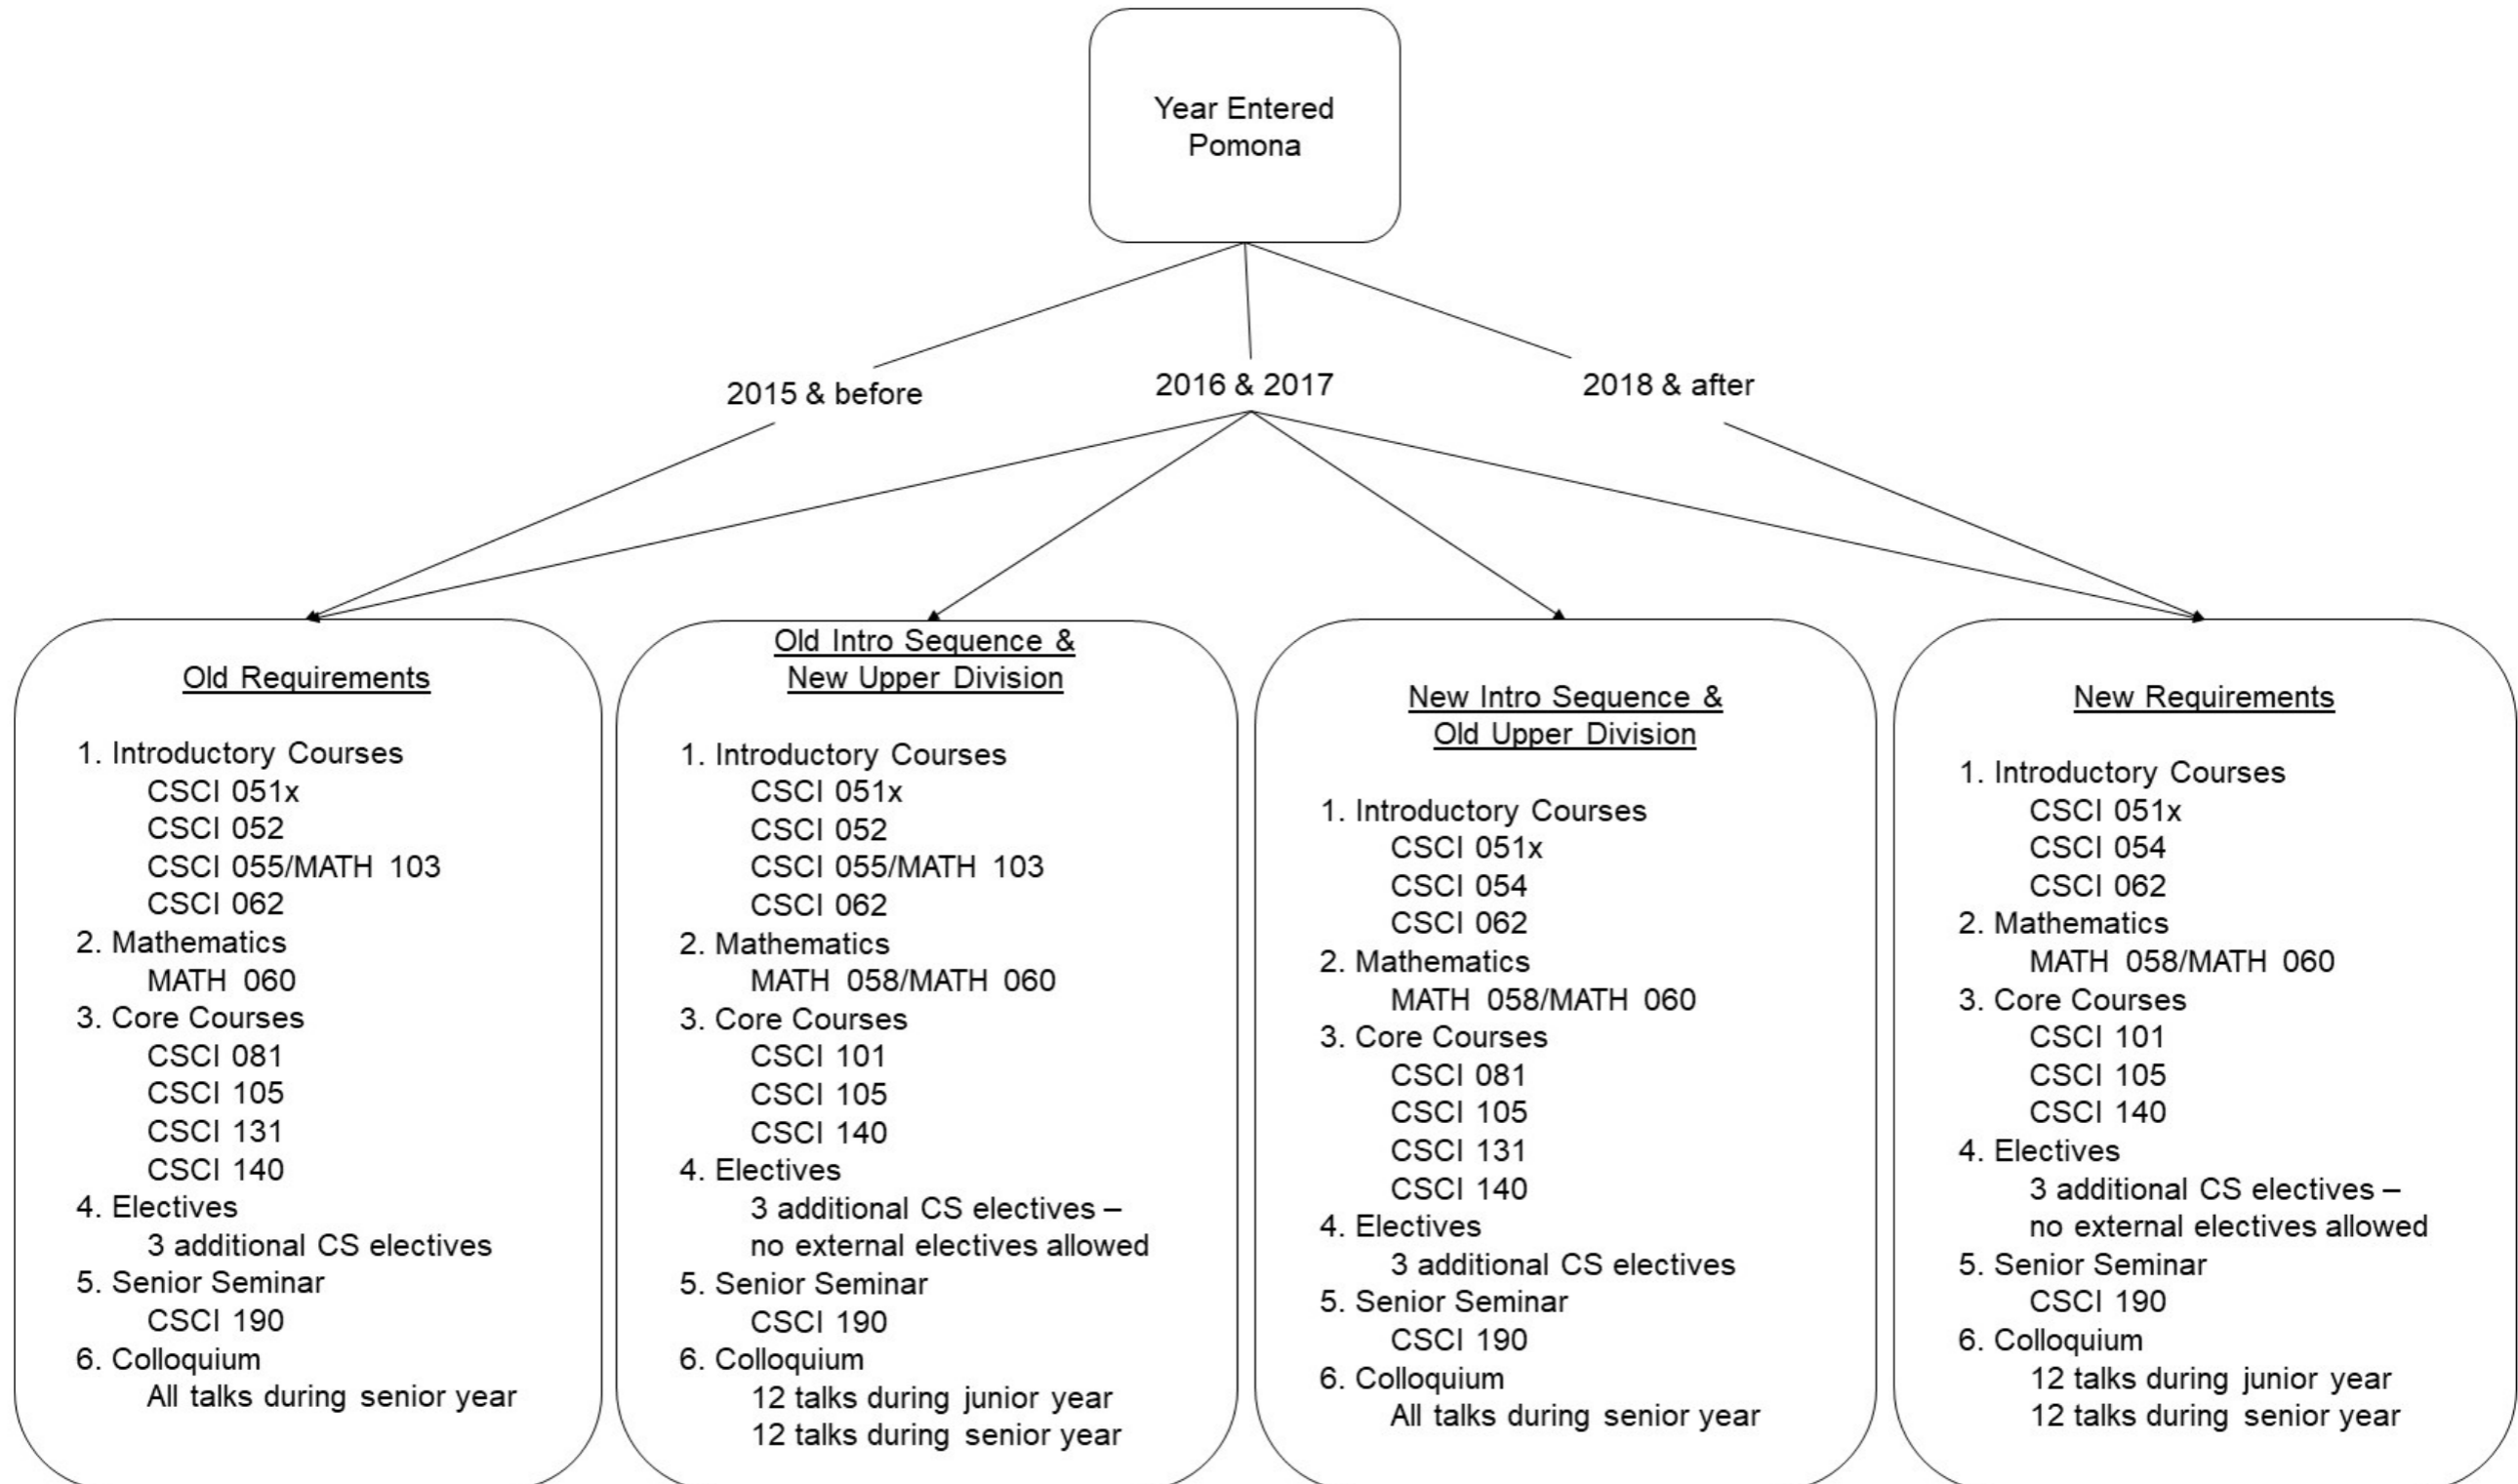 Year Entered
Pomona
2015 & before
2016 & 2017
2018 & after
Old Requirements
1. Introductory Courses
CSCI 051x
CSCI 052
CSCI 055/MATH 103
CSCI 062
2. Mathematics
MATH 060
3. Core Courses
CSCI 081
CSCI 105
CSCI 131
CSCI 140
4. Electives
3 additional CS electives
5. Senior Seminar
CSCI 190
6. Colloquium
All talks during senior year
Old Intro Sequence &
New Upper Division
1. Introductory Courses
CSCI 051x
CSCI 052
CSCI 055/MATH 103
CSCI 062
2. Mathematics
MATH 058/MATH 060
3. Core Courses
CSCI 101
CSCI 105
CSCI 140
4. Electives
3 additional CS electives –
no external electives allowed
5. Senior Seminar
CSCI 190
6. Colloquium
12 talks during junior year
12 talks during senior year
New Intro Sequence &
Old Upper Division
1. Introductory Courses
CSCI 051x
CSCI 054
CSCI 062
2. Mathematics
MATH 058/MATH 060
3. Core Courses
CSCI 081
CSCI 105
CSCI 131
CSCI 140
4. Electives
3 additional CS electives
5. Senior Seminar
CSCI 190
6. Colloquium
All talks during senior year
New Requirements
1. Introductory Courses
CSCI 051x
CSCI 054
CSCI 062
2. Mathematics
MATH 058/MATH 060
3. Core Courses
CSCI 101
CSCI 105
CSCI 140
4. Electives
3 additional CS electives –
no external electives allowed
5. Senior Seminar
CSCI 190
6. Colloquium
12 talks during junior year
12 talks during senior year